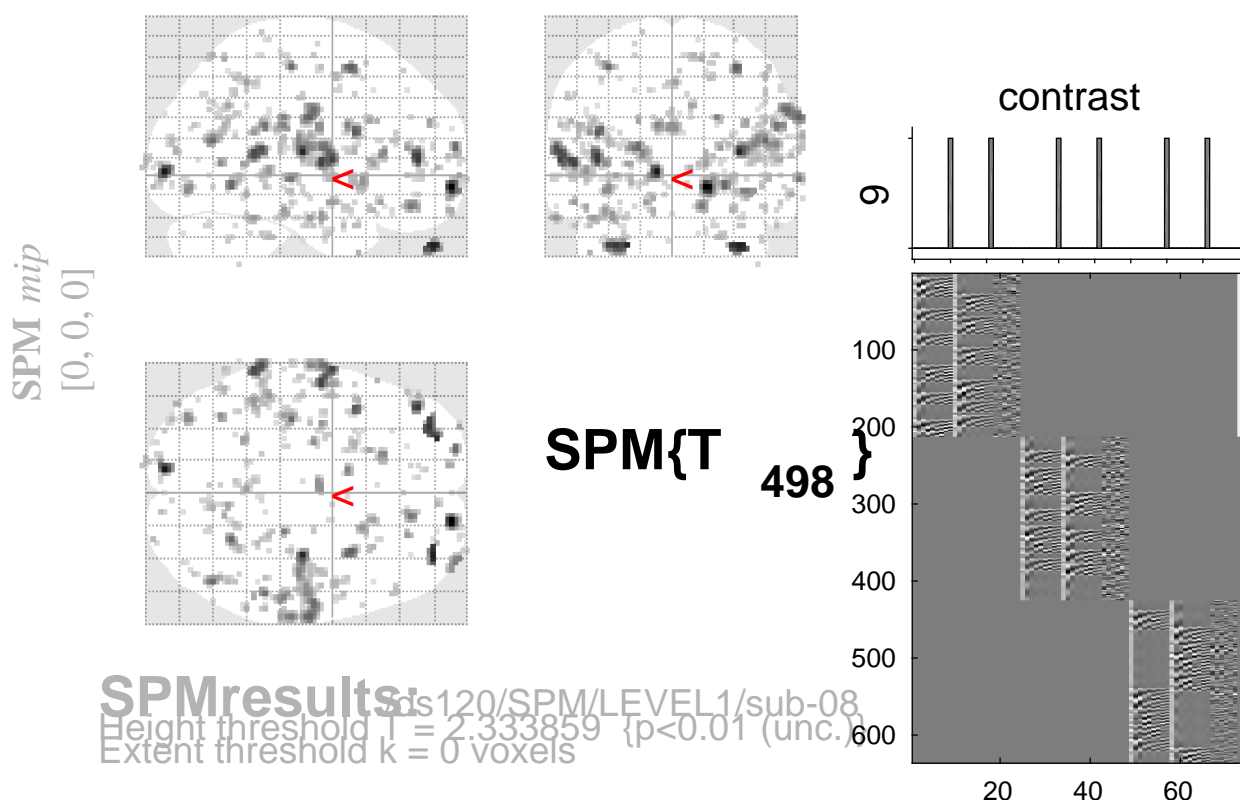 SPM mip
[0, 0, 0]
<
<
<
SPM{T 498 }
contrast
6
100
200
300
400
500
600
20
40
60
SPMresults: /ds120/SPM/LEVEL1/sub-08
Height threshold T = 2.333859 {p<0.01 (unc.)}
Extent threshold k = 0 voxels